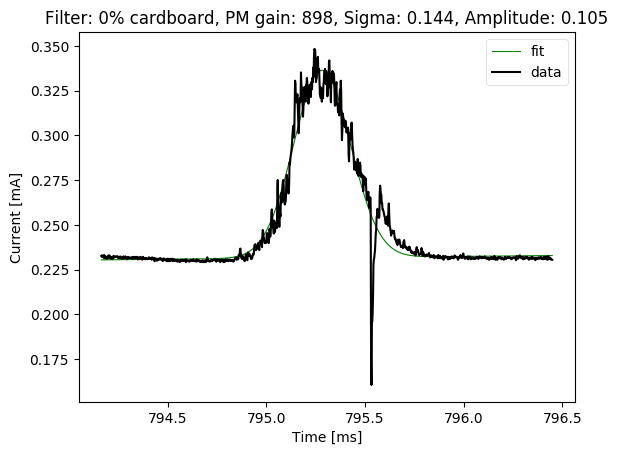 Filter: 0% cardboard, PM gain: 898, Sigma: 0.144, Amplitude: 0.105
fit
data
0.350
0.325
0.300
0.275
0.250
0.225
0.200
0.175
Current [mA]
794.5 795.0 795.5 796.0 796.5
Time [ms]